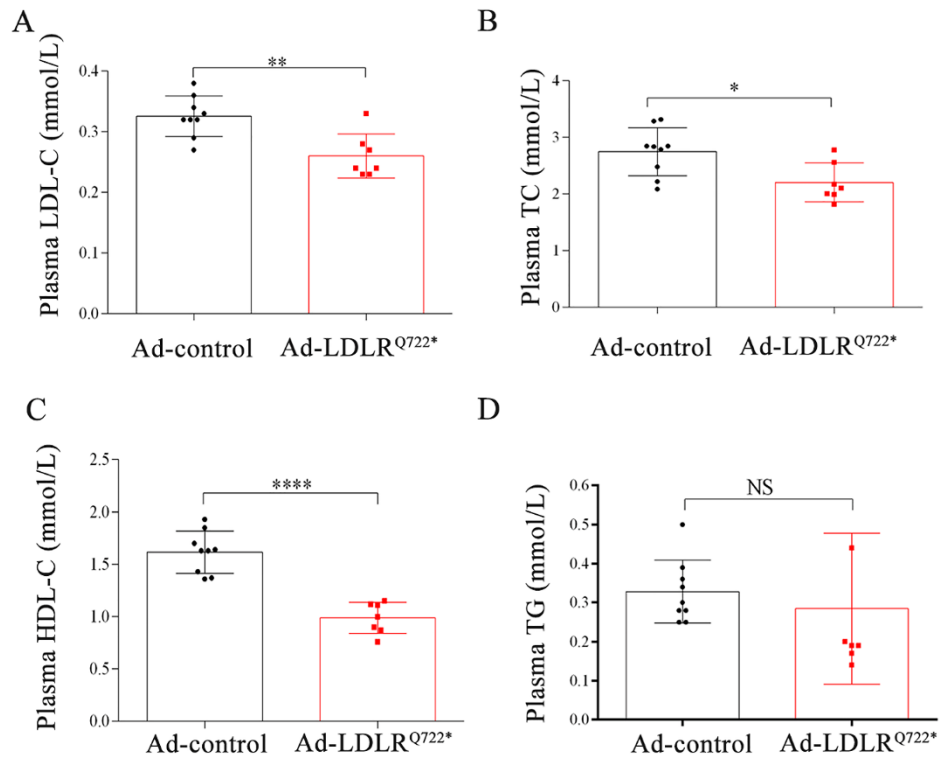 A
Plasma LDL-C (mmol/L)
0.4
0.3
0.1
0.0
**
Ad-control
Ad-LDLR^Q722*
B
Plasma TC (mmol/L)
4
3
2
1
0
*
Ad-control
Ad-LDLR^Q722*
C
Plasma HDL-C (mmol/L)
2.5
2.0
1.5
1.0
0.5
0.0
****
Ad-control
Ad-LDLR^Q722*
D
Plasma TG (mmol/L)
0.6
0.5
0.4
0.3
0.2
0.1
0.0
NS
Ad-control
Ad-LDLR^Q722*